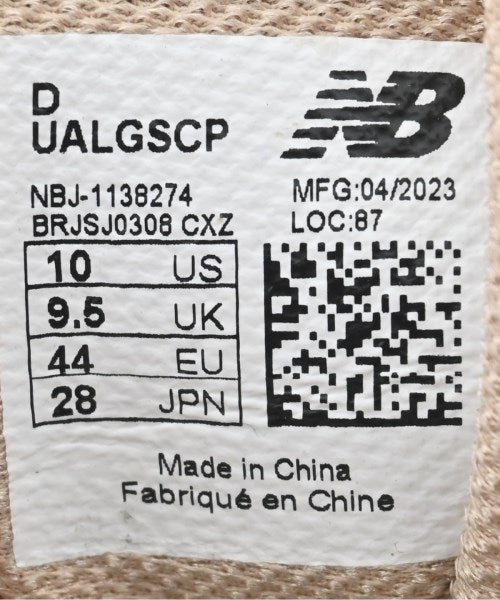 D
UALGSCP
NB
NBJ-1138274
BRJSJ0308 CXZ
MFG:04/2023
LOC:87
10 US
9.5 UK
44 EU
28 JPN
Made in China
Fabriqué en Chine